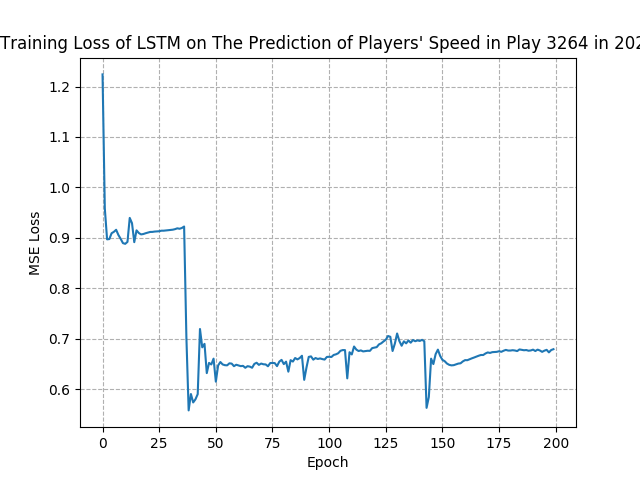 Training Loss of LSTM on The Prediction of Players' Speed in Play 3264 in 202
1.2
1.1
1.0
0.9
0.8
0.7
0.6
MSE Loss
0 25 50 75 100 125 150 175 200
Epoch